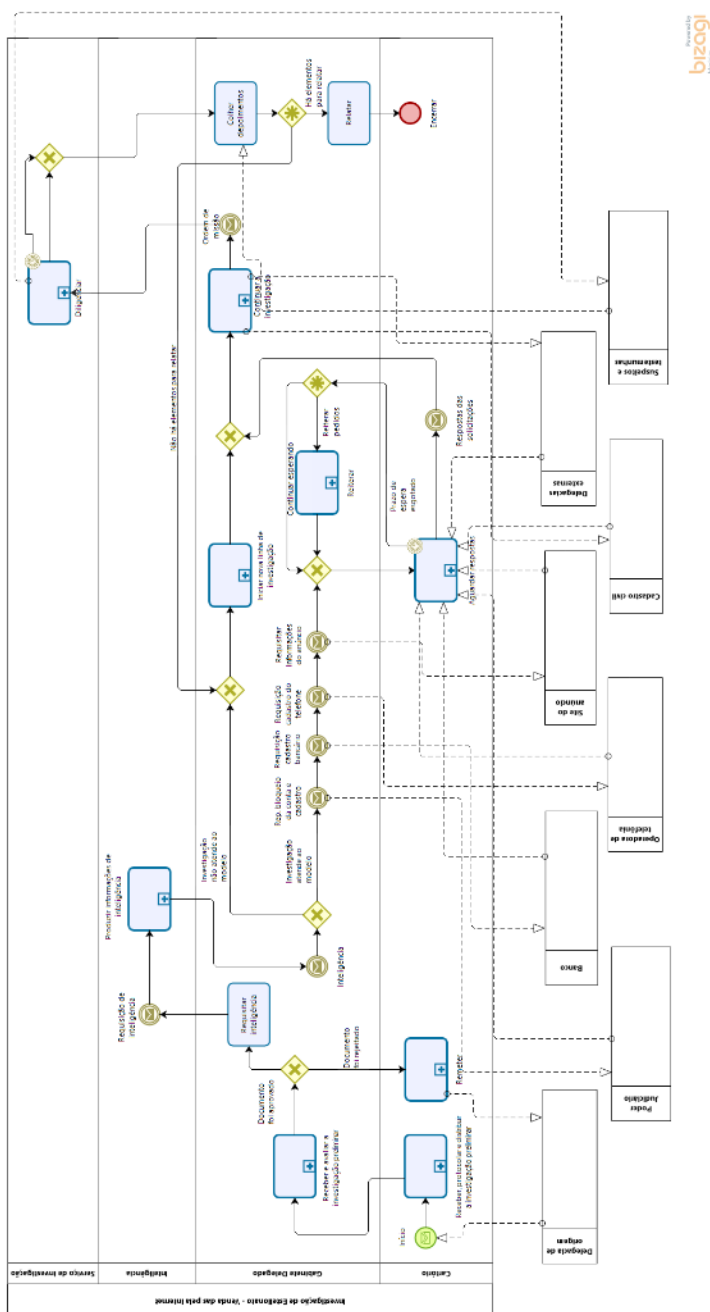 Powered by
bizagi
Investigação de Estelionato - Venda dar pela Internet
Serviço de Investigação
Inteligência
Gabinete Delegado
Cartório
Início
Receber, protocolar e distribuir
a investigação preliminar
Receber e avaliar a
investigação preliminar
Documento
foi aprovado
Documento
foi rejeitado
Remeter
Requisitar
inteligência
Requisição de
inteligência
Produzir informações de
inteligência
Inteligência
Investigação
não atende ao
modelo
Investigação
atende ao
modelo
Rep. bloqueio
da conta e
cadastro
Requisição
cadastro
bancário
Requisição
cadastro do
telefone
Requisitar
informações
do anúncio
Iniciar nova linha de
investigação
Aguardar respostas
Prazo de
espera
esgotado
Continuar esperando
Reiterar
Reiterar
pedidos
Respostas das
solicitações
Não há elementos para relatar
Continuar a
investigação
Ordem de
missão
Diligenciar
Colher
depoimentos
Há elementos
para relatar
Relatar
Encerrar
Delegacia de
origem
Poder
Judiciário
Banco
Operadora de
telefonia
Site do
anúncio
Cadastro civil
Delegacias
externas
Suspeitos e
testemunhar